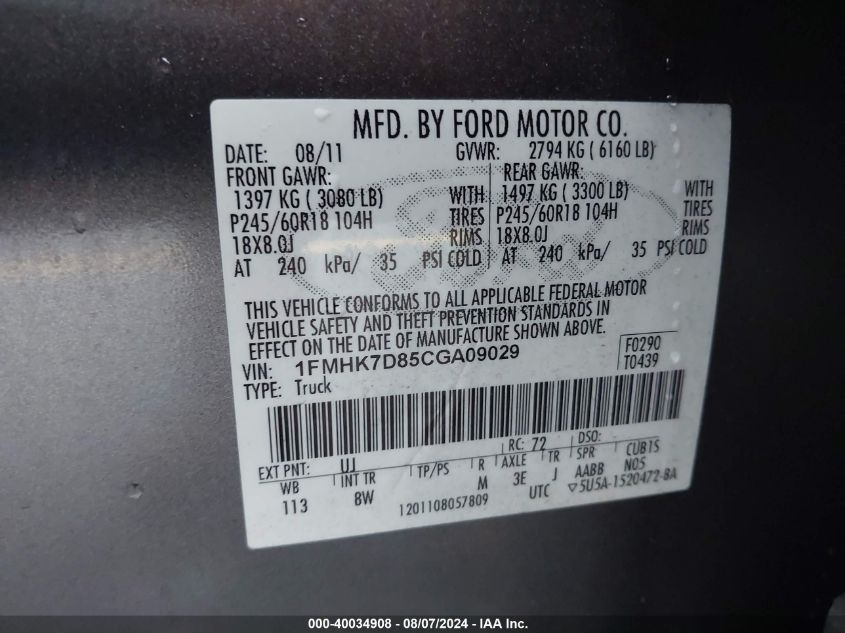 MFD. BY FORD MOTOR CO.
DATE: 08/11 GVWR: 2794 KG ( 6160 LB)
FRONT GAWR: REAR GAWR:
1397 KG ( 3080 LB) WITH 1497 KG ( 3300 LB) WITH
P245/60R18 104H TIRES P245/60R18 104H TIRES
18X8.0J RIMS 18X8.0J RIMS
AT 240 kPa/ 35 PSI COLD AT 240 kPa/ 35 PSI COLD
THIS VEHICLE CONFORMS TO ALL APPLICABLE FEDERAL MOTOR
VEHICLE SAFETY AND THEFT PREVENTION STANDARDS IN
EFFECT ON THE DATE OF MANUFACTURE SHOWN ABOVE.
VIN: 1FMHK7D85CGA09029 F0290
TYPE: Truck T0439
EXT PNT: UJ RC: 72 DSO:
WB INT TR TP/PS R AXLE TR SPR CUB1S
113 8W M 3E J AABB N05
1201108057809 UTC ▽5U5A-1520472-BA
Ford
000-40034908 - 08/07/2024 - IAA Inc.